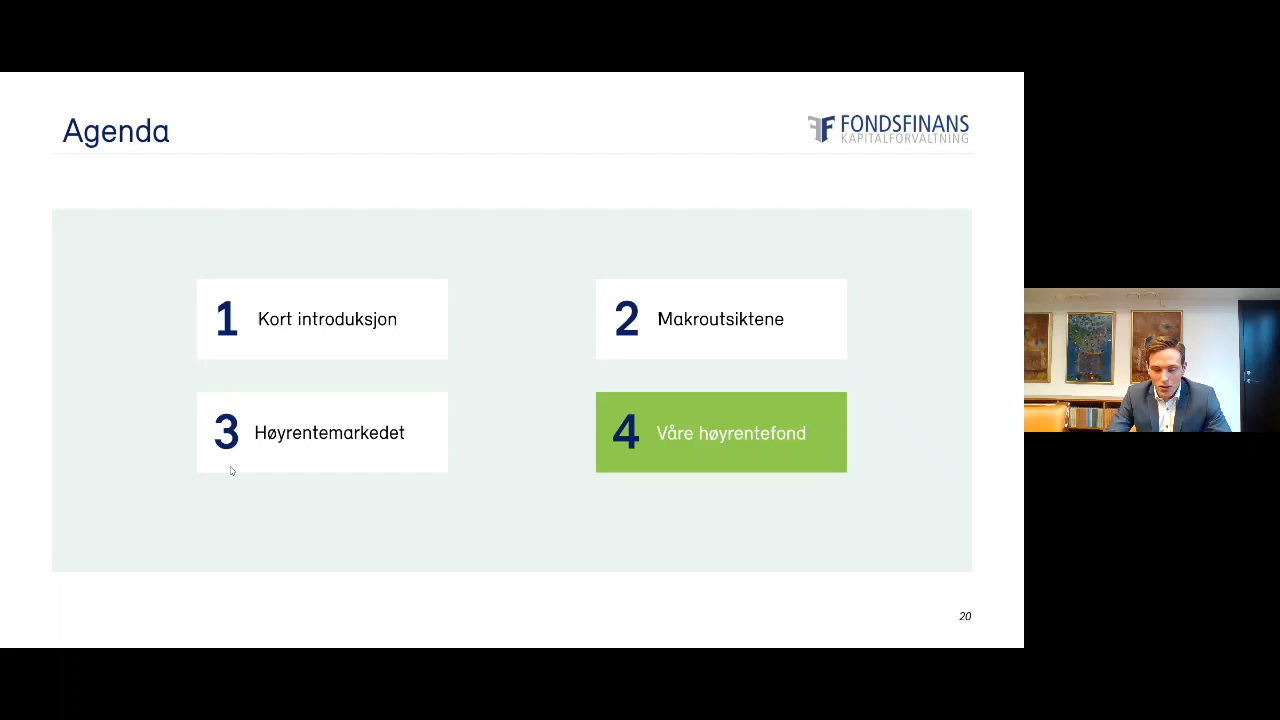 Agenda
FONDSFINANS
KAPITALFORVALTNING
1 Kort introduksjon
2 Makroutsiktene
3 Høyrentemarkedet
4 Våre høyrentefond
20